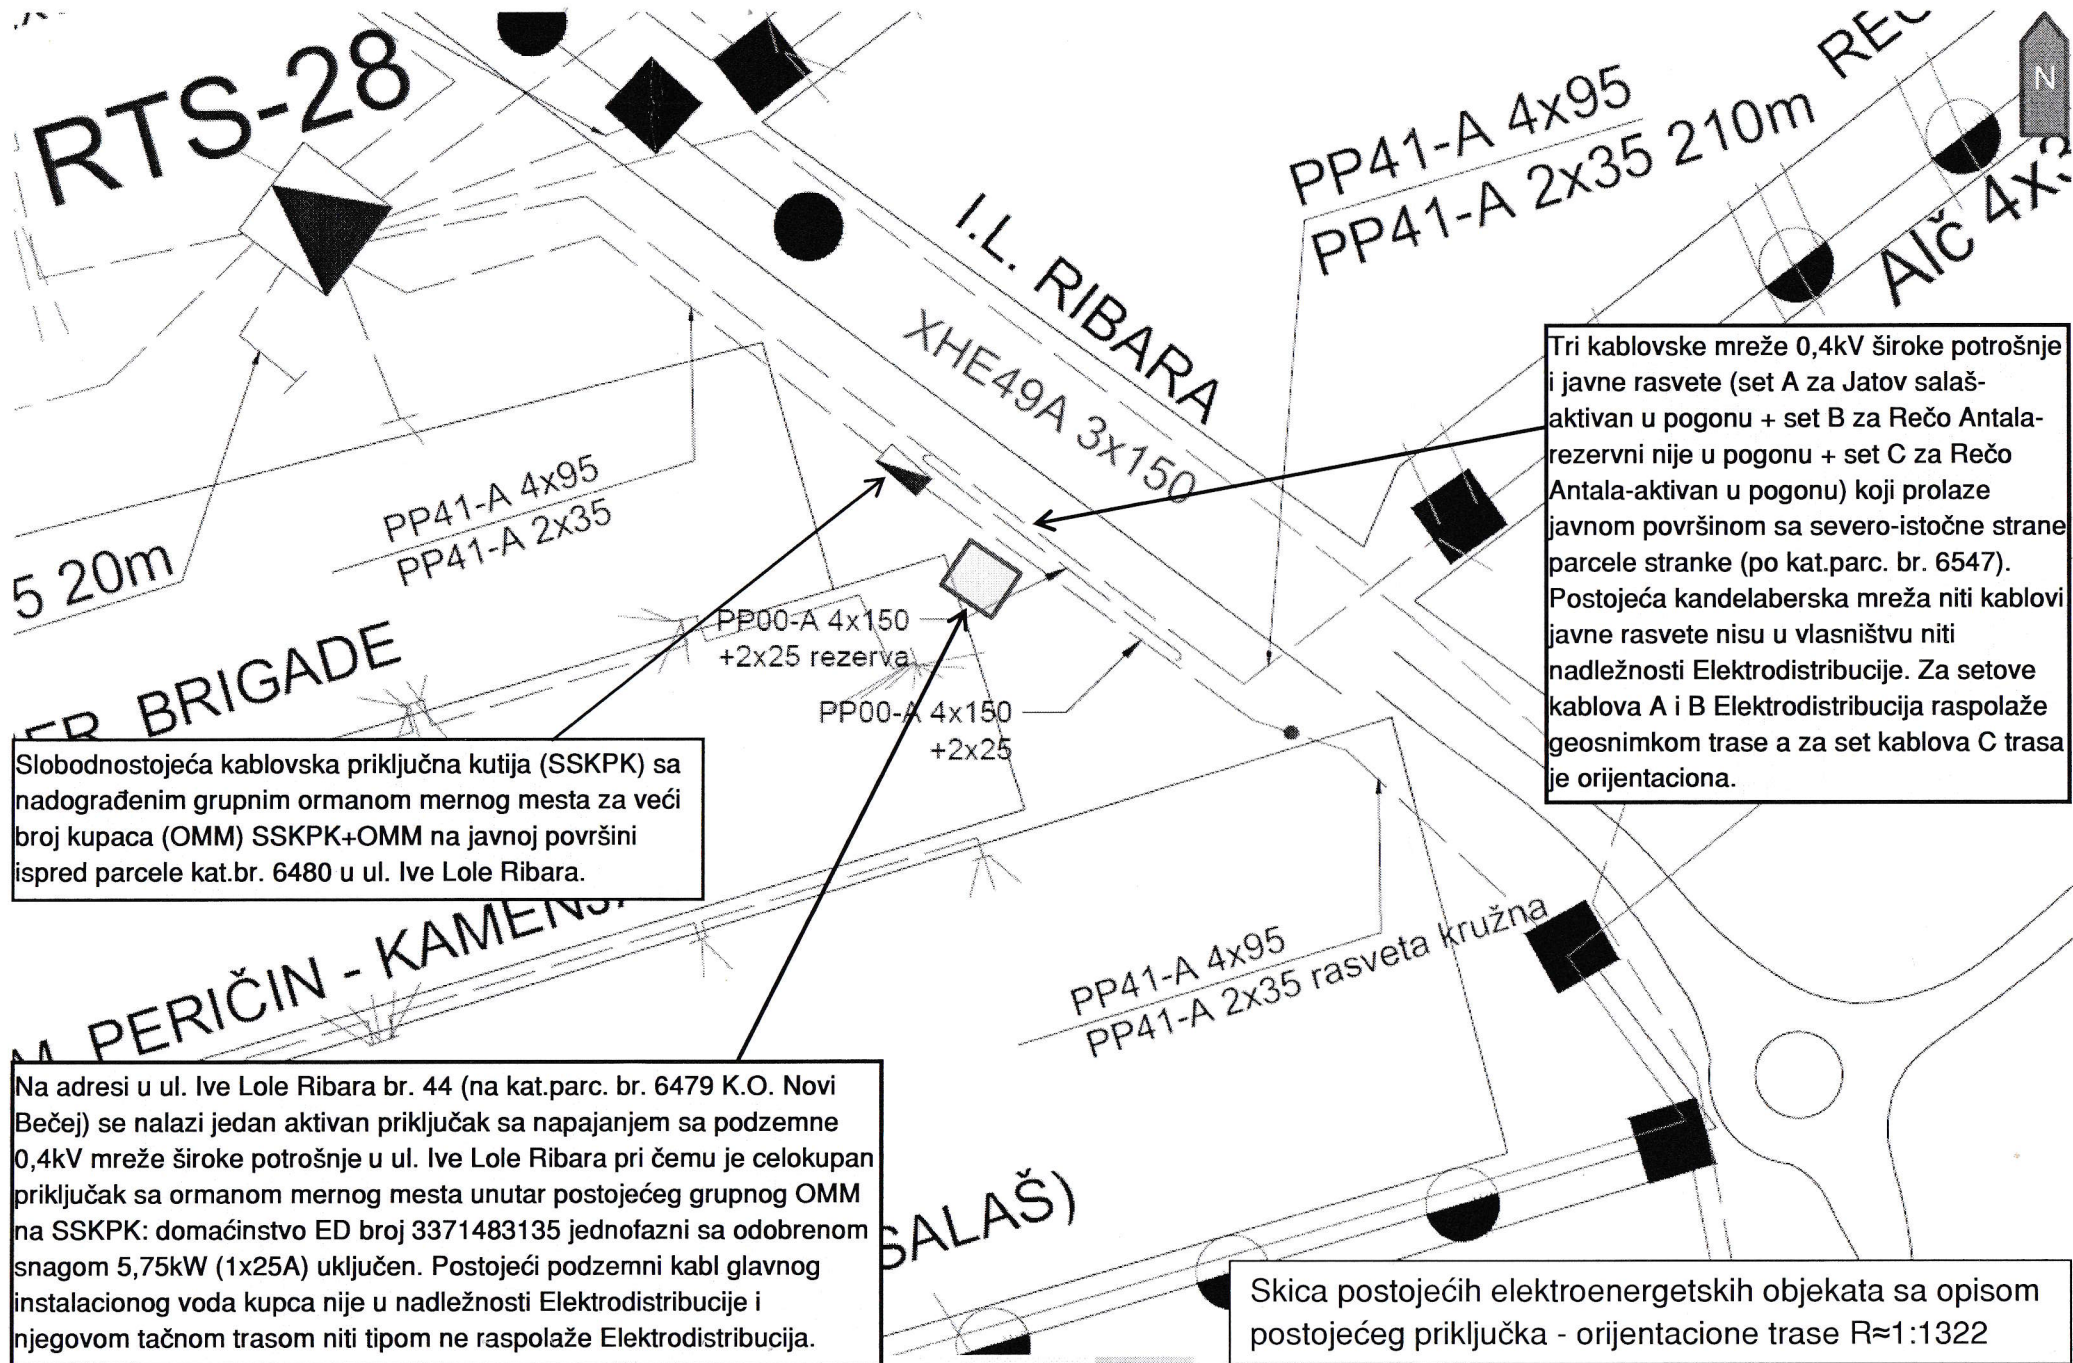 RTS-28
N
PP41-A 4x95
PP41-A 2x35 210m
Alč 4x
I.L. RIBARA
XHE49A 3x150
PP41-A 4x95
PP41-A 2x35
5 20m
BRIGADE
PP00-A 4x150
+2x25 rezerva
PP00-A 4x150
+2x25
Tri kablovske mreže 0,4kV široke potrošnje
i javne rasvete (set A za Jatov salaš-
aktivan u pogonu + set B za Rečo Antala-
rezervni nije u pogonu + set C za Rečo
Antala-aktivan u pogonu) koji prolaze
javnom površinom sa severo-istočne strane
parcele stranke (po kat.parc. br. 6547).
Postojeća kandelaberska mreža niti kablovi
javne rasvete nisu u vlasništvu niti
nadležnosti Elektrodistribucije. Za setove
kablova A i B Elektrodistribucija raspolaže
geosnimkom trase a za set kablova C trasa
je orijentaciona.
Slobodnostojeća kablovska priključna kutija (SSKPK) sa
nadograđenim grupnim ormanom mernog mesta za veći
broj kupaca (OMM) SSKPK+OMM na javnoj površini
ispred parcele kat.br. 6480 u ul. Ive Lole Ribara.
M. PERIČIN - KAMENJ
PP41-A 4x95
PP41-A 2x35 rasveta kružna
Na adresi u ul. Ive Lole Ribara br. 44 (na kat.parc. br. 6479 K.O. Novi
Bečej) se nalazi jedan aktivan priključak sa napajanjem sa podzemne
0,4kV mreže široke potrošnje u ul. Ive Lole Ribara pri čemu je celokupan
priključak sa ormanom mernog mesta unutar postojećeg grupnog OMM
na SSKPK: domaćinstvo ED broj 3371483135 jednofazni sa odobrenom
snagom 5,75kW (1x25A) uključen. Postojeći podzemni kabl glavnog
instalacionog voda kupca nije u nadležnosti Elektrodistribucije i
njegovom tačnom trasom niti tipom ne raspolaže Elektrodistribucija.
SALAŠ)
Skica postojećih elektroenergetskih objekata sa opisom
postojećeg priključka - orijentacione trase R≈1:1322